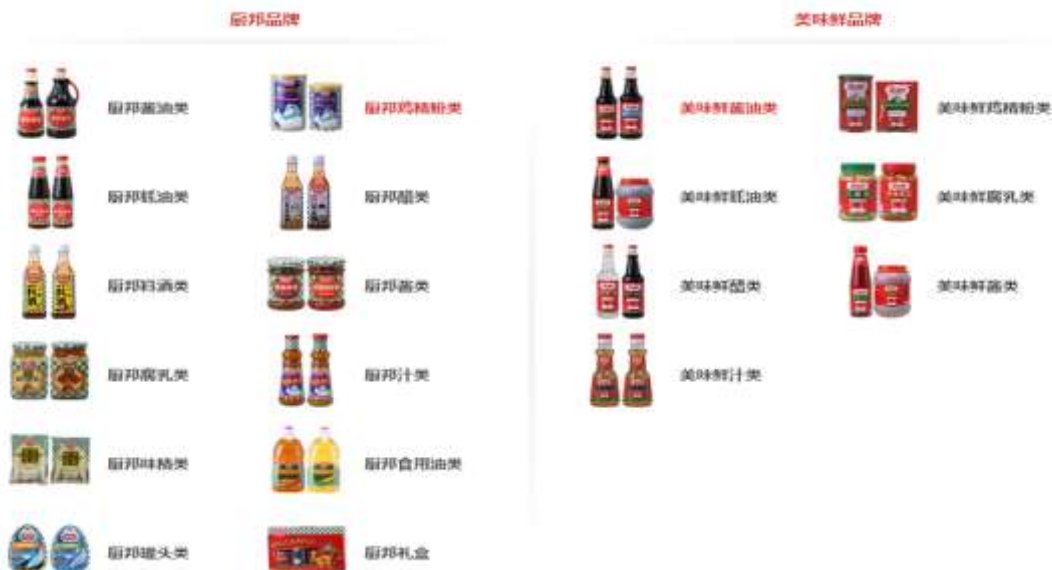 厨邦品牌
厨邦酱油类
厨邦鸡精粉类
厨邦蚝油类
厨邦醋类
厨邦料酒类
厨邦酱类
厨邦腐乳类
厨邦汁类
厨邦味精类
厨邦食用油类
厨邦罐头类
厨邦礼盒
美味鲜品牌
美味鲜酱油类
美味鲜鸡精粉类
美味鲜蚝油类
美味鲜腐乳类
美味鲜醋类
美味鲜酱类
美味鲜汁类